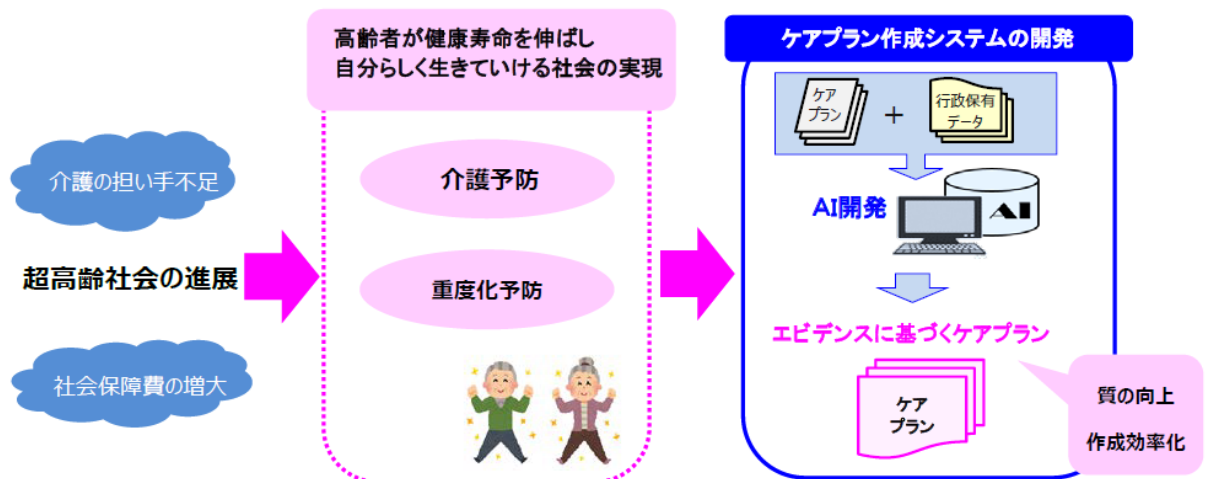 介護の担い手不足
超高齢社会の進展
社会保障費の増大
高齢者が健康寿命を伸ばし
自分らしく生きていける社会の実現
介護予防
重度化予防
ケアプラン作成システムの開発
ケア
プラン
+
行政保有
データ
AI開発
AI
エビデンスに基づくケアプラン
ケア
プラン
質の向上
作成効率化